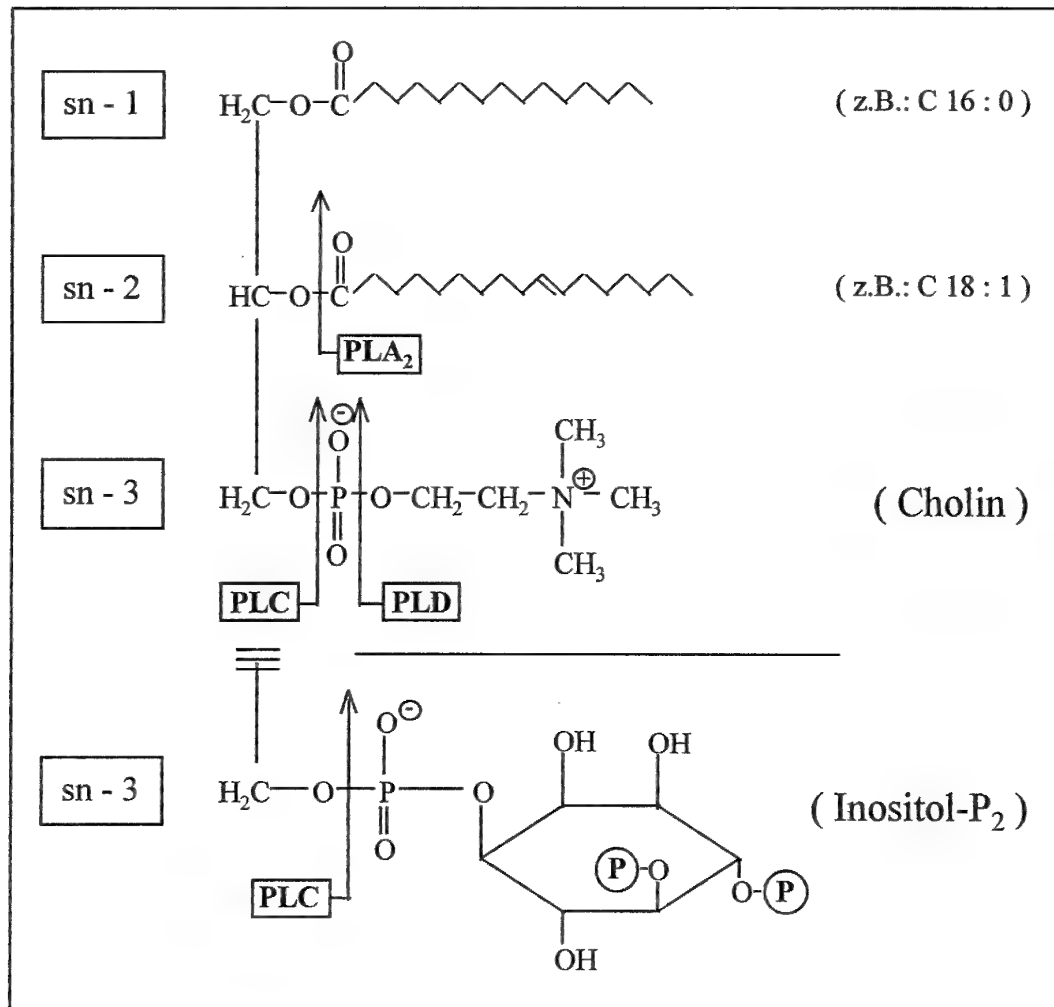 O
sn - 1 H₂C–O–C ( z.B.: C 16 : 0 )
O
sn - 2 HC–O–C ( z.B.: C 18 : 1 )
PLA₂
O⊖ CH₃
sn - 3 H₂C–O–P–O–CH₂–CH₂–N⊕–CH₃ ( Cholin )
O CH₃
PLC PLD
O⊖ OH OH
sn - 3 H₂C–O–P–O ( Inositol-P₂ )
O P–O O–P
PLC
OH